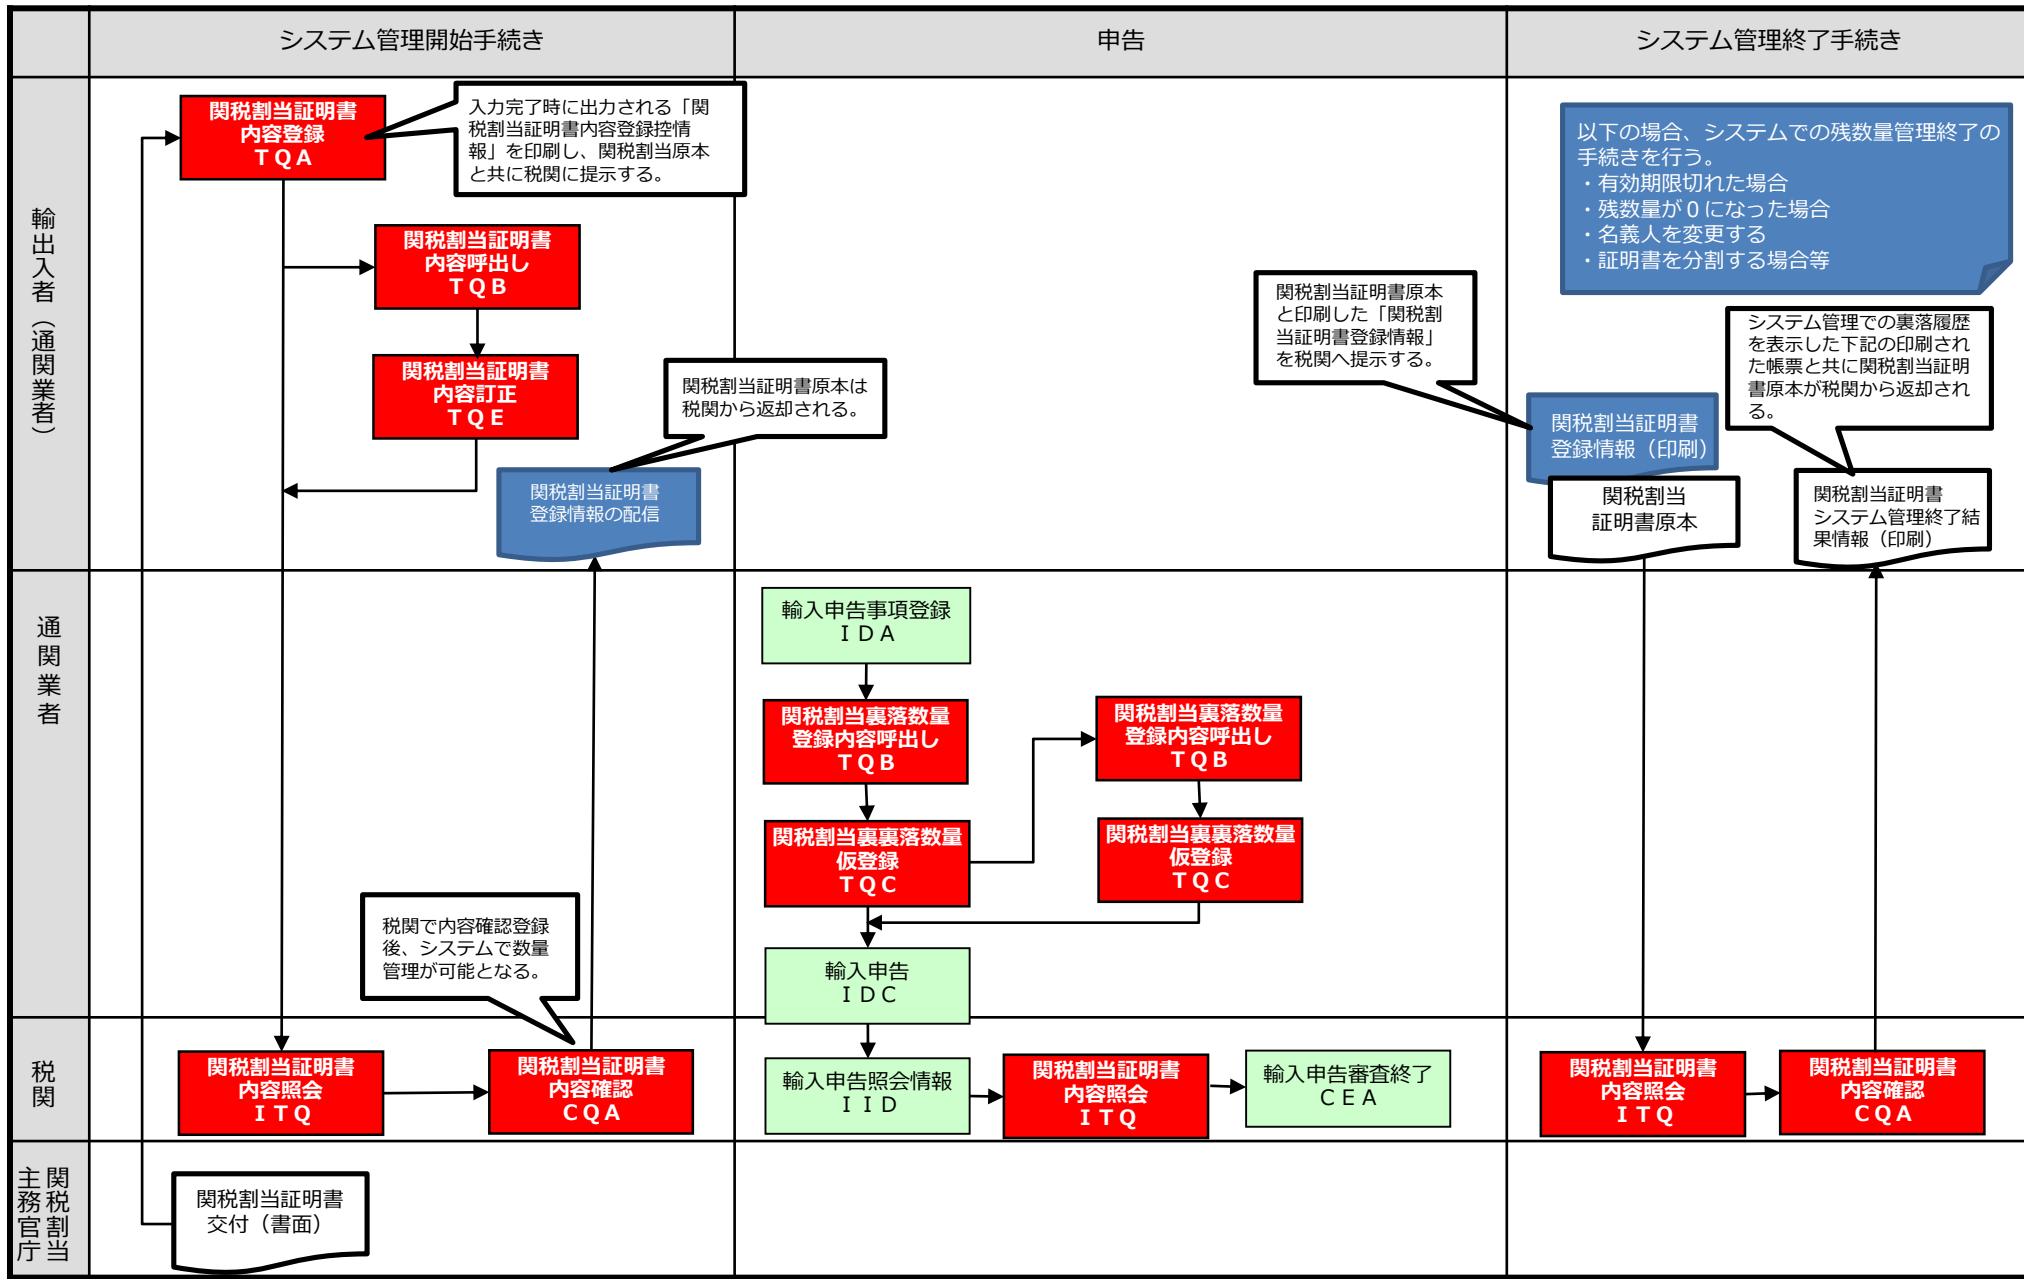 システム管理開始手続き
申告
システム管理終了手続き
輸出入者（通関業者）
関税割当証明書
内容登録
ＴＱＡ
入力完了時に出力される「関
税割当証明書内容登録控情
報」を印刷し、関税割当原本
と共に税関に提示する。
関税割当証明書
内容呼出し
ＴＱＢ
関税割当証明書
内容訂正
ＴＱＥ
関税割当証明書原本は
税関から返却される。
関税割当証明書
登録情報の配信
以下の場合、システムでの残数量管理終了の
手続きを行う。
・有効期限切れた場合
・残数量が０になった場合
・名義人を変更する
・証明書を分割する場合等
関税割当証明書原本
と印刷した「関税割
当証明書登録情報」
を税関へ提示する。
システム管理での裏落履歴
を表示した下記の印刷され
た帳票と共に関税割当証明
書原本が税関から返却され
る。
関税割当証明書
登録情報（印刷）
関税割当
証明書原本
関税割当証明書
システム管理終了結
果情報（印刷）
通関業者
税関で内容確認登録
後、システムで数量
管理が可能となる。
輸入申告事項登録
ＩＤＡ
関税割当裏落数量
登録内容呼出し
ＴＱＢ
関税割当裏裏落数量
仮登録
ＴＱＣ
関税割当裏落数量
登録内容呼出し
ＴＱＢ
関税割当裏裏落数量
仮登録
ＴＱＣ
輸入申告
ＩＤＣ
税関
関税割当証明書
内容照会
ＩＴＱ
関税割当証明書
内容確認
ＣＱＡ
輸入申告照会情報
ＩＩＤ
関税割当証明書
内容照会
ＩＴＱ
輸入申告審査終了
ＣＥＡ
関税割当証明書
内容照会
ＩＴＱ
関税割当証明書
内容確認
ＣＱＡ
関税割当
主務官庁
関税割当証明書
交付（書面）